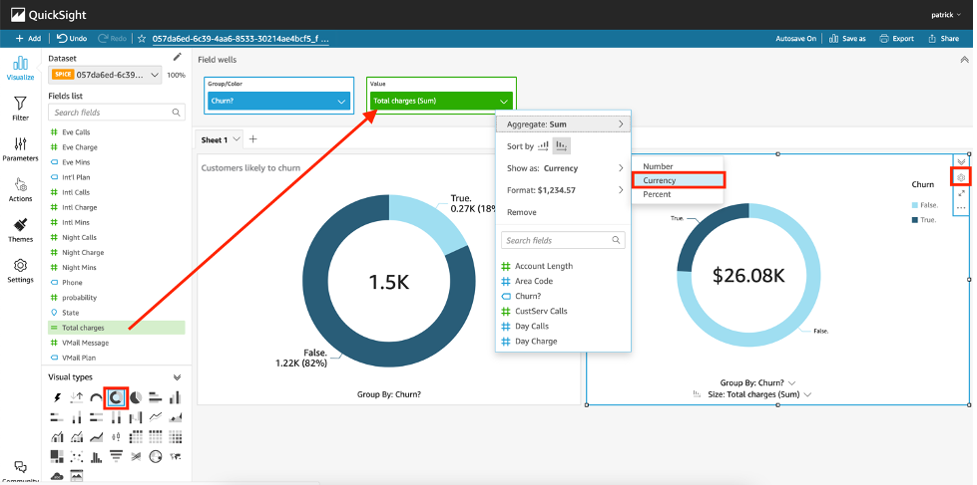 QuickSight
patrick
+ Add
Undo
Redo
057da6ed-6c39-4aa6-8533-30214ae4bcf5_f ...
Autosave On
Save as
Export
Share
Visualize
Filter
Parameters
Actions
Themes
Settings
Community
Dataset
SPICE 057da6ed-6c39...
100%
Fields list
Search fields
Eve Calls
Eve Charge
Eve Mins
Int'l Plan
Intl Calls
Intl Charge
Intl Mins
Night Calls
Night Charge
Night Mins
Phone
probability
State
Total charges
VMail Message
VMail Plan
Visual types
Field wells
Group/Color
Churn?
Value
Total charges (Sum)
Sheet 1
+
Customers likely to churn
True.
0.27K (18%
1.5K
False.
1.22K (82%)
Group By: Churn?
Aggregate: Sum
Sort by
Show as: Currency
Format: $1,234.57
Remove
Search fields
Account Length
Area Code
Churn?
CustServ Calls
Day Calls
Day Charge
Number
Currency
Percent
Churn
False.
True.
True.
$26.08K
False.
Group By: Churn?
Size: Total charges (Sum)